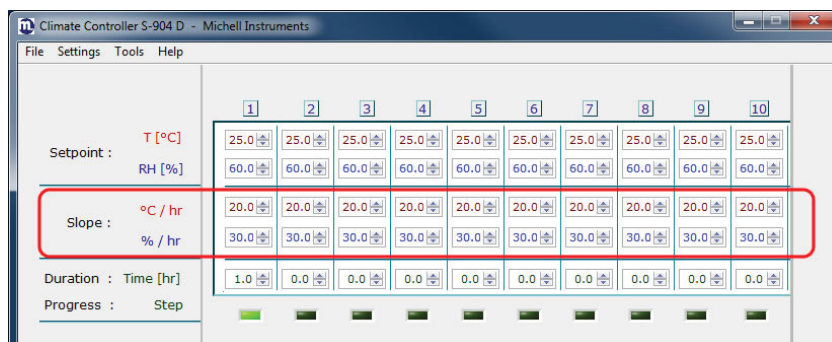 Climate Controller S-904 D - Michell Instruments
File Settings Tools Help
1 2 3 4 5 6 7 8 9 10
Setpoint :
T [°C] 25.0 25.0 25.0 25.0 25.0 25.0 25.0 25.0 25.0 25.0
RH [%] 60.0 60.0 60.0 60.0 60.0 60.0 60.0 60.0 60.0 60.0
Slope :
°C / hr 20.0 20.0 20.0 20.0 20.0 20.0 20.0 20.0 20.0 20.0
% / hr 30.0 30.0 30.0 30.0 30.0 30.0 30.0 30.0 30.0 30.0
Duration : Time [hr] 1.0 0.0 0.0 0.0 0.0 0.0 0.0 0.0 0.0 0.0
Progress : Step